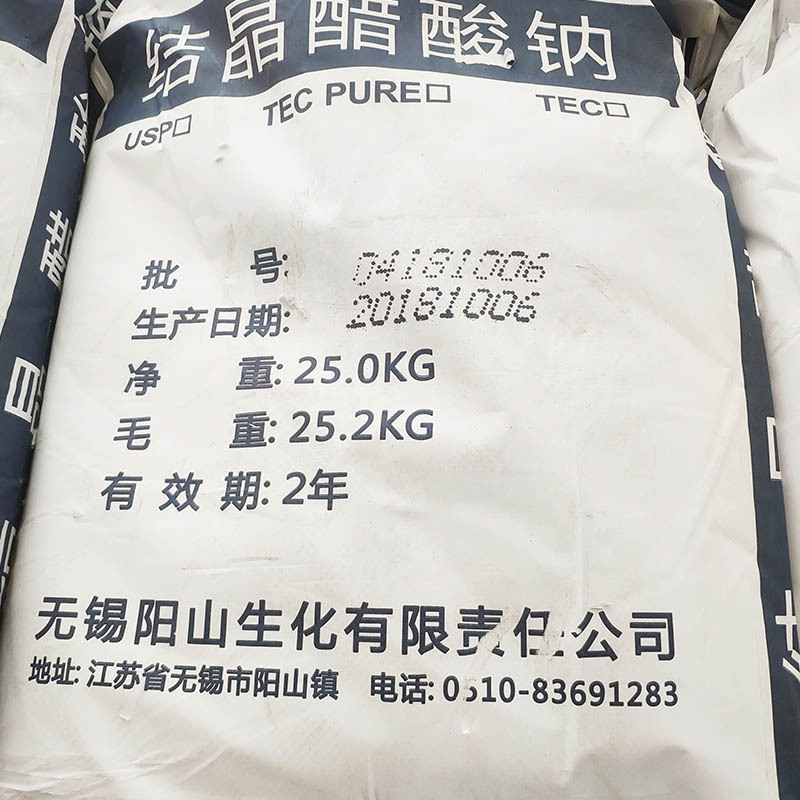 结晶醋酸钠
USP□ TEC PURE□ TEC□
批 号: D4181006
生产日期: 20181006
净 重: 25.0KG
毛 重: 25.2KG
有效期: 2年
无锡阳山生化有限责任公司
地址: 江苏省无锡市阳山镇 电话: 0510-83691283